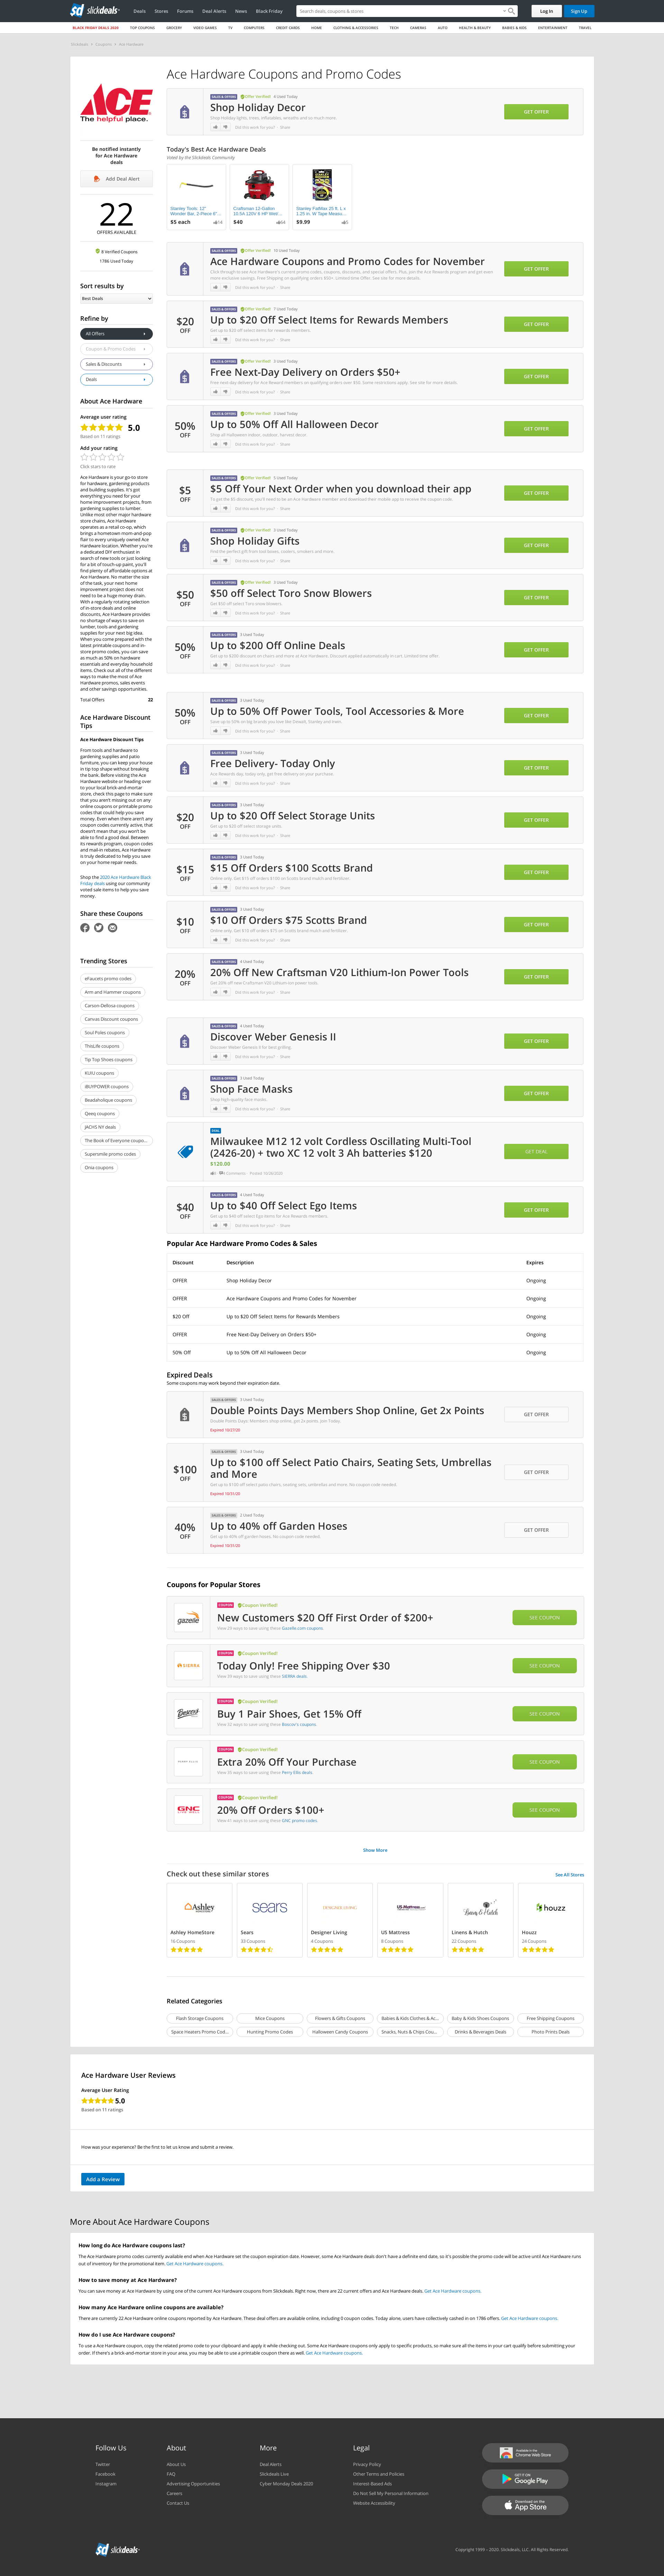 slickdeals
Deals Stores Forums Deal Alerts News Black Friday
Search deals, coupons & stores
Log In
Sign Up
BLACK FRIDAY DEALS 2020 TOP COUPONS GROCERY VIDEO GAMES TV COMPUTERS CREDIT CARDS HOME CLOTHING & ACCESSORIES TECH CAMERAS AUTO HEALTH & BEAUTY BABIES & KIDS ENTERTAINMENT TRAVEL
Slickdeals > Coupons > Ace Hardware
ACE
The helpful place.
Be notified instantly
for Ace Hardware
deals
Add Deal Alert
22
OFFERS AVAILABLE
8 Verified Coupons
1786 Used Today
Sort results by
Best Deals
Refine by
All Offers
Coupon & Promo Codes
Sales & Discounts
Deals
About Ace Hardware
Average user rating
5.0
Based on 11 ratings
Add your rating
Click stars to rate
Ace Hardware is your go-to store
for hardware, gardening products
and building supplies. It's got
everything you need for your
home improvement projects, from
gardening supplies to lumber.
Unlike most other major hardware
store chains, Ace Hardware
operates as a retail co-op, which
brings a hometown mom-and-pop
feel to every uniquely owned Ace
Hardware location. Whether you're
a dedicated DIY enthusiast in
search of new tools or just looking
for a bit of touch-up paint, you'll
find plenty of affordable options at
Ace Hardware. No matter the size
of the task, your next home
improvement project does not
need to be a huge money drain.
With a regularly rotating selection
of in-store deals and online
discounts, Ace Hardware provides
no shortage of ways to save on
lumber, tools and gardening
supplies for your next big idea.
When you come prepared with the
latest printable coupons and in-
store promo codes, you can save
as much as 50% on hardware
basics and everyday household
items. Check out all of the different
ways to make the most of Ace
Hardware promos, sales events
and other savings opportunities.
Total Offers 22
Ace Hardware Discount
Tips
Ace Hardware Discount Tips
From tools and hardware to
gardening supplies and patio
furniture, you can keep your house
in tip top shape without breaking
the budget. Before visiting the Ace
Hardware website or heading over
to your local brick-and-mortar
store, check this page to make sure
that you aren't missing out on any
online coupons or printable promo
codes that could help you save
money. Even when there aren't any
coupon codes currently active, that
doesn't mean that you won't be
able to find a good deal. Between
its rewards program, coupon codes
and mail-in rebates, Ace Hardware
is truly dedicated to help you save
on your home repair needs.
Shop the 2020 Ace Hardware Black
Friday deals using our community
voted sale items to help you save
money.
Share these Coupons
Trending Stores
eFaucets promo codes
Arm and Hammer coupons
Carson Dellosa coupons
Canvas Discount coupons
Soul Poles coupons
ThisLife coupons
Tip Top Shoes coupons
KUIU coupons
iBUYPOWER coupons
Beadaholique coupons
Qeeq coupons
JACHS NY deals
The Book of Everyone coupo...
Supersmile promo codes
Onia coupons
Ace Hardware Coupons and Promo Codes
SALES & OFFERS Offer Verified! 4 Used Today
Shop Holiday Decor
Shop Holiday lights, trees, inflatables, wreaths and so much more.
Did this work for you? Share
GET OFFER
Today's Best Ace Hardware Deals
Voted by the Slickdeals Community
Stanley Tools: 12"
Wonder Bar, 3-Piece 6"...
$5 each
Craftsman 12-Gallon
10.5A 120V 6 HP Wet/...
$40
Stanley FatMax 25 ft. L x
1.25 in. W Tape Measu...
$9.99
SALES & OFFERS Offer Verified! 10 Used Today
Ace Hardware Coupons and Promo Codes for November
Click through to see Ace Hardware's current promo codes, coupons, discounts, and special offers. Plus, join the Ace Rewards program and get even
more exclusive savings. Free Shipping on qualifying orders $50+. Limited time Offer. See site for more details.
Did this work for you? Share
GET OFFER
$20
OFF
SALES & OFFERS Offer Verified! 7 Used Today
Up to $20 Off Select Items for Rewards Members
Get up to $20 off select items for rewards members.
Did this work for you? Share
GET OFFER
SALES & OFFERS Offer Verified! 3 Used Today
Free Next-Day Delivery on Orders $50+
Free next-day delivery for Ace Reward members on qualifying orders over $50. Some restrictions apply. See site for more details.
Did this work for you? Share
GET OFFER
50%
OFF
SALES & OFFERS Offer Verified! 3 Used Today
Up to 50% Off All Halloween Decor
Shop all Halloween indoor, outdoor, harvest decor.
Did this work for you? Share
GET OFFER
$5
OFF
SALES & OFFERS Offer Verified! 5 Used Today
$5 Off Your Next Order when you download their app
To get the $5 discount, you'll need to be an Ace Hardware member and download their mobile app to receive the coupon code.
Did this work for you? Share
GET OFFER
SALES & OFFERS Offer Verified! 3 Used Today
Shop Holiday Gifts
Find the perfect gift from tool boxes, coolers, smokers and more.
Did this work for you? Share
GET OFFER
$50
OFF
SALES & OFFERS Offer Verified! 3 Used Today
$50 off Select Toro Snow Blowers
Get $50 off select Toro snow blowers.
Did this work for you? Share
GET OFFER
50%
OFF
SALES & OFFERS 3 Used Today
Up to $200 Off Online Deals
Get up to $200 discount on chairs and more at Ace Hardware. Discount applied automatically in cart. Limited time offer.
Did this work for you? Share
GET OFFER
50%
OFF
SALES & OFFERS 3 Used Today
Up to 50% Off Power Tools, Tool Accessories & More
Save up to 50% on big brands you love like Dewalt, Stanley and Irwin.
Did this work for you? Share
GET OFFER
SALES & OFFERS 3 Used Today
Free Delivery- Today Only
Ace Rewards day, today only, get free delivery on your purchase.
Did this work for you? Share
GET OFFER
$20
OFF
SALES & OFFERS 3 Used Today
Up to $20 Off Select Storage Units
Get up to $20 off select storage units.
Did this work for you? Share
GET OFFER
$15
OFF
SALES & OFFERS 3 Used Today
$15 Off Orders $100 Scotts Brand
Online only. Get $15 off orders $100 on Scotts brand mulch and fertilizer.
Did this work for you? Share
GET OFFER
$10
OFF
SALES & OFFERS 3 Used Today
$10 Off Orders $75 Scotts Brand
Online only. Get $10 off orders $75 on Scotts brand mulch and fertilizer.
Did this work for you? Share
GET OFFER
20%
OFF
SALES & OFFERS 4 Used Today
20% Off New Craftsman V20 Lithium-Ion Power Tools
Get 20% off new Craftsman V20 Lithium-Ion power tools
Did this work for you? Share
GET OFFER
SALES & OFFERS 4 Used Today
Discover Weber Genesis II
Discover Weber Genesis II for best grilling.
Did this work for you? Share
GET OFFER
SALES & OFFERS 3 Used Today
Shop Face Masks
Shop high quality face masks.
Did this work for you? Share
GET OFFER
DEAL
Milwaukee M12 12 volt Cordless Oscillating Multi-Tool
(2426-20) + two XC 12 volt 3 Ah batteries $120
$120.00
Comments Posted 10/26/2020
GET DEAL
$40
OFF
SALES & OFFERS 4 Used Today
Up to $40 Off Select Ego Items
Get up to $40 off select Ego items for Ace Rewards members.
Did this work for you? Share
GET OFFER
Popular Ace Hardware Promo Codes & Sales
Discount Description Expires
OFFER Shop Holiday Decor Ongoing
OFFER Ace Hardware Coupons and Promo Codes for November Ongoing
$20 Off Up to $20 Off Select Items for Rewards Members Ongoing
OFFER Free Next-Day Delivery on Orders $50+ Ongoing
50% Off Up to 50% Off All Halloween Decor Ongoing
Expired Deals
Some coupons may work beyond their expiration date.
SALES & OFFERS 3 Used Today
Double Points Days Members Shop Online, Get 2x Points
Double Points Days: Members shop online, get 2x points. Join Today.
Expired 10/27/20
GET OFFER
$100
OFF
SALES & OFFERS 3 Used Today
Up to $100 off Select Patio Chairs, Seating Sets, Umbrellas
and More
Get up to $100 off select patio chairs, seating sets, umbrellas and more. No coupon code needed.
Expired 10/31/20
GET OFFER
40%
OFF
SALES & OFFERS 2 Used Today
Up to 40% off Garden Hoses
Get up to 40% off garden hoses. No coupon code needed.
Expired 10/31/20
GET OFFER
Coupons for Popular Stores
gazelle
COUPON Coupon Verified!
New Customers $20 Off First Order of $200+
View 29 ways to save using these Gazelle.com coupons.
SEE COUPON
SIERRA
COUPON Coupon Verified!
Today Only! Free Shipping Over $30
View 39 ways to save using these SIERRA deals.
SEE COUPON
Boscov's
COUPON Coupon Verified!
Buy 1 Pair Shoes, Get 15% Off
View 32 ways to save using these Boscov's coupons.
SEE COUPON
PERRY ELLIS
COUPON Coupon Verified!
Extra 20% Off Your Purchase
View 35 ways to save using these Perry Ellis deals.
SEE COUPON
GNC
COUPON Coupon Verified!
20% Off Orders $100+
View 61 ways to save using these GNC promo codes.
SEE COUPON
Show More
Check out these similar stores
See All Stores
Ashley
Ashley HomeStore
16 Coupons
sears
Sears
33 Coupons
DESIGNER LIVING
Designer Living
4 Coupons
US-Mattress
US Mattress
8 Coupons
Linens & Hutch
Linens & Hutch
22 Coupons
houzz
Houzz
24 Coupons
Related Categories
Flash Storage Coupons
Mice Coupons
Flowers & Gifts Coupons
Babies & Kids Clothes & Ac...
Baby & Kids Shoes Coupons
Free Shipping Coupons
Space Heaters Promo Cod...
Hunting Promo Codes
Halloween Candy Coupons
Snacks, Nuts & Chips Cou...
Drinks & Beverages Deals
Photo Prints Deals
Ace Hardware User Reviews
Average User Rating
5.0
Based on 11 ratings
How was your experience? Be the first to let us know and submit a review.
Add a Review
More About Ace Hardware Coupons
How long do Ace Hardware coupons last?
The Ace Hardware promo codes currently available end when Ace Hardware set the coupon expiration date. However, some Ace Hardware deals don't have a definite end date, so it's possible the promo code will be active until Ace Hardware runs
out of inventory for the promotional item. Get Ace Hardware coupons.
How to save money at Ace Hardware?
You can save money at Ace Hardware by using one of the current Ace Hardware coupons from Slickdeals. Right now, there are 22 current offers and Ace Hardware deals. Get Ace Hardware coupons.
How many Ace Hardware online coupons are available?
There are currently 22 Ace Hardware online coupons reported by Ace Hardware. These deal offers are available online, including 0 coupon codes. Today alone, users have collectively cashed in on 1786 offers. Get Ace Hardware coupons.
How do I use Ace Hardware coupons?
To use a Ace Hardware coupon, copy the related promo code to your clipboard and apply it while checking out. Some Ace Hardware coupons only apply to specific products, so make sure all the items in your cart qualify before submitting your
order. If there's a brick-and-mortar store in your area, you may be able to use a printable coupon there as well. Get Ace Hardware coupons.
Follow Us
Twitter
Facebook
Instagram
About
About Us
FAQ
Advertising Opportunities
Careers
Contact Us
More
Deal Alerts
Slickdeals Live
Cyber Monday Deals 2020
Legal
Privacy Policy
Other Terms and Policies
Interest Based Ads
Do Not Sell My Personal Information
Website Accessibility
Available in the
Chrome Web Store
GET IT ON
Google Play
Download on the
App Store
slickdeals
Copyright 1999 - 2020. Slickdeals, LLC. All Rights Reserved.